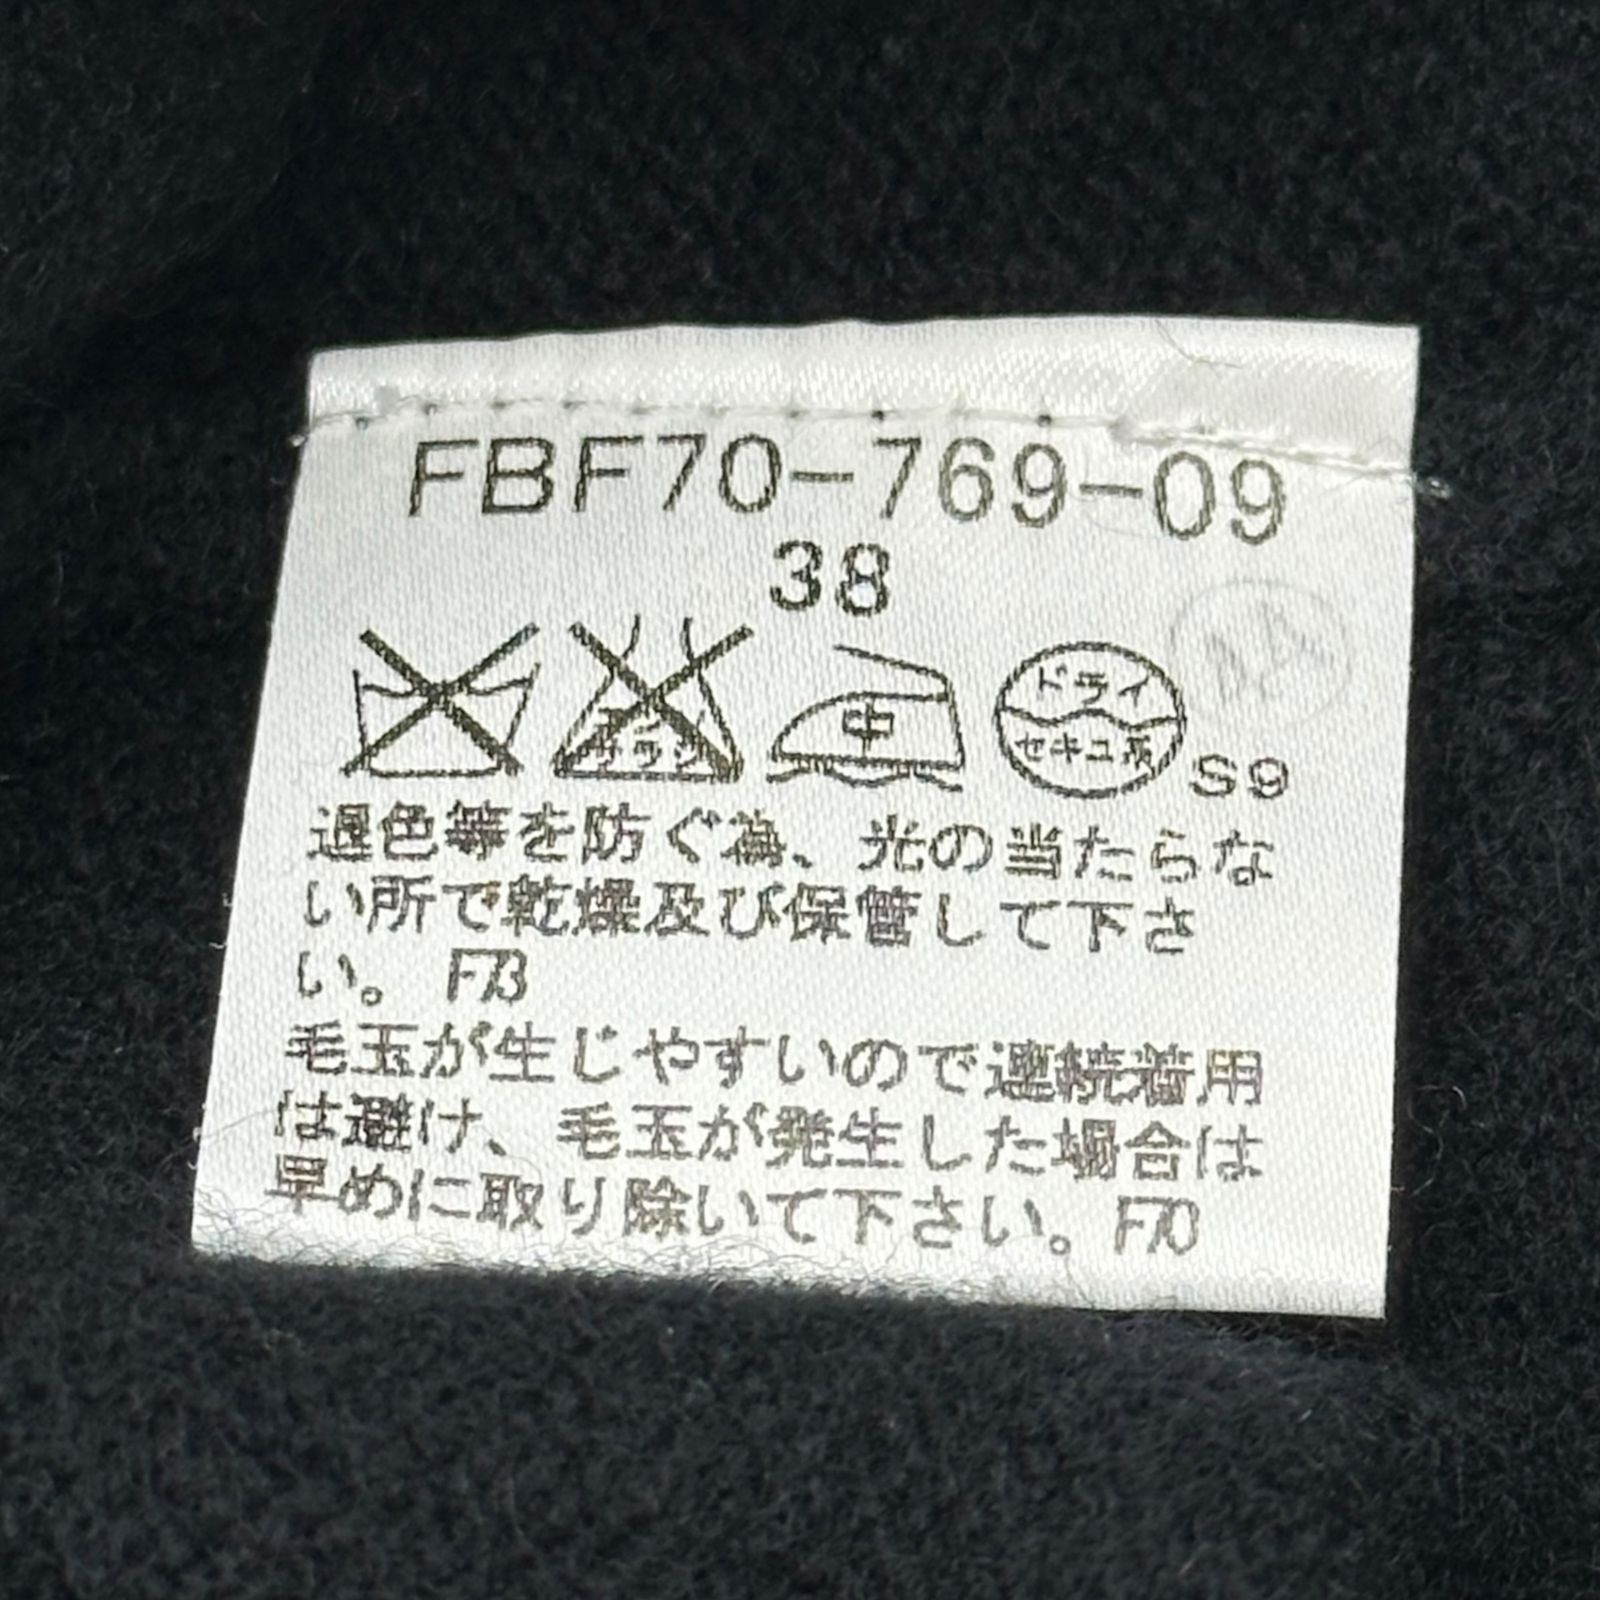 FBF70-769-09
38
エンソ サラシ 中 ドライ セキユ系 S9
退色等を防ぐ為、光の当たらな
い所で乾燥及び保管して下さ
い。 F73
毛玉が生じやすいので連続着用
は避け、毛玉が発生した場合は
早めに取り除いて下さい。F70